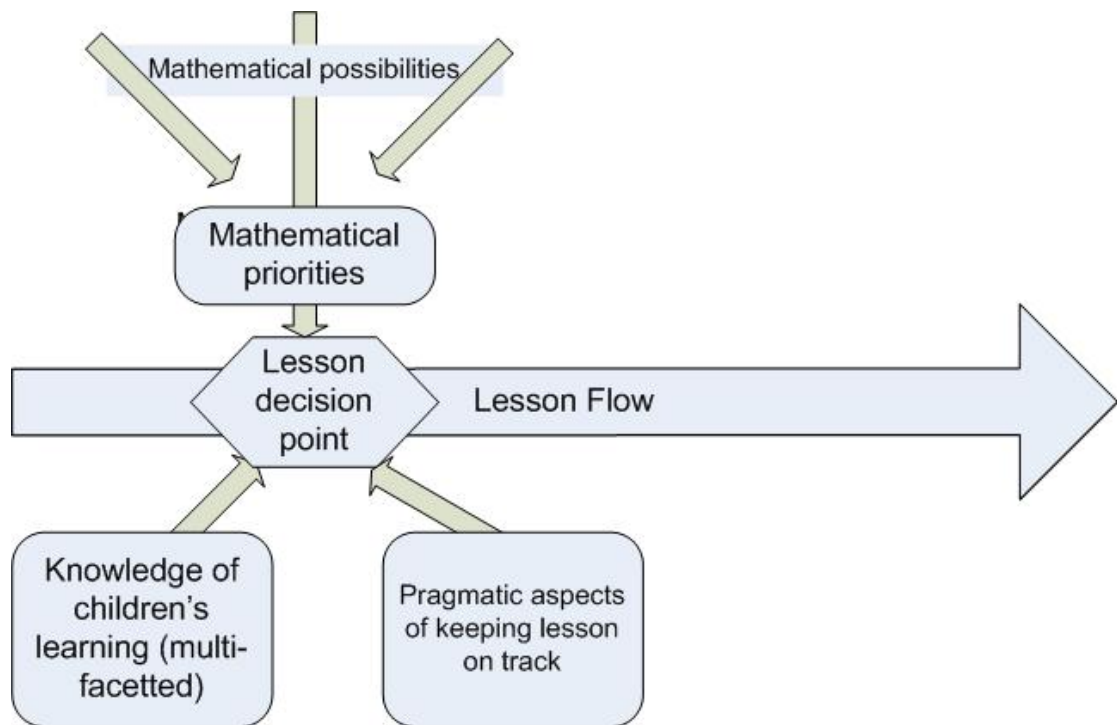 Mathematical possibilities
Mathematical
priorities
Lesson
decision
point
Lesson Flow
Knowledge of
children's
learning (multi-
facetted)
Pragmatic aspects
of keeping lesson
on track